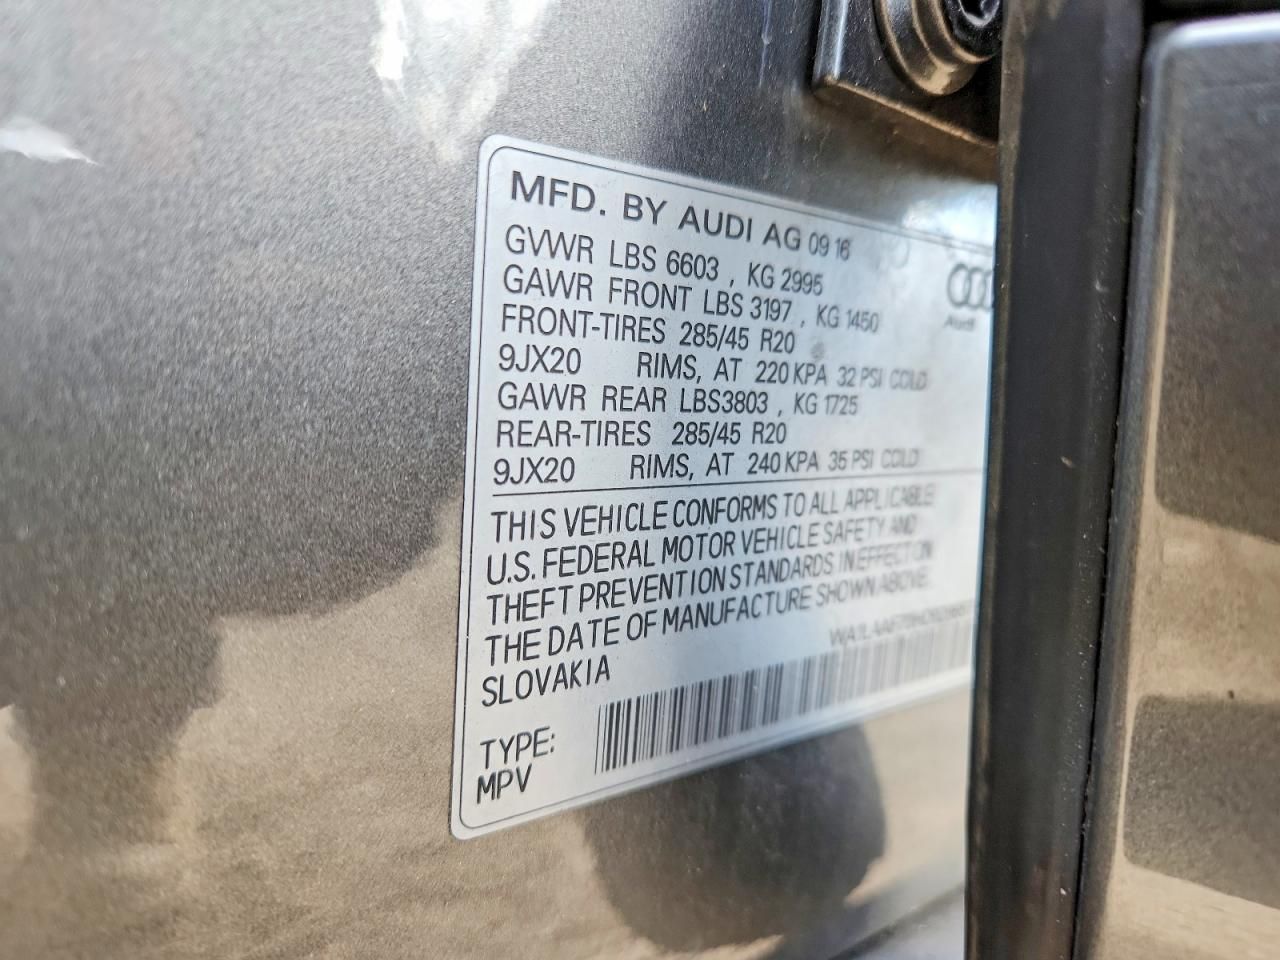 MFD. BY AUDI AG 09 16
GVWR LBS 6603 , KG 2995
GAWR FRONT LBS 3197 , KG 1450
FRONT-TIRES 285/45 R20
9JX20 RIMS, AT 220 KPA 32 PSI COLD
GAWR REAR LBS3803 , KG 1725
REAR-TIRES 285/45 R20
9JX20 RIMS, AT 240 KPA 35 PSI COLD
Audi
THIS VEHICLE CONFORMS TO ALL APPLICABLE
U.S. FEDERAL MOTOR VEHICLE SAFETY AND
THEFT PREVENTION STANDARDS IN EFFECT ON
THE DATE OF MANUFACTURE SHOWN ABOVE.
SLOVAKIA
TYPE:
MPV